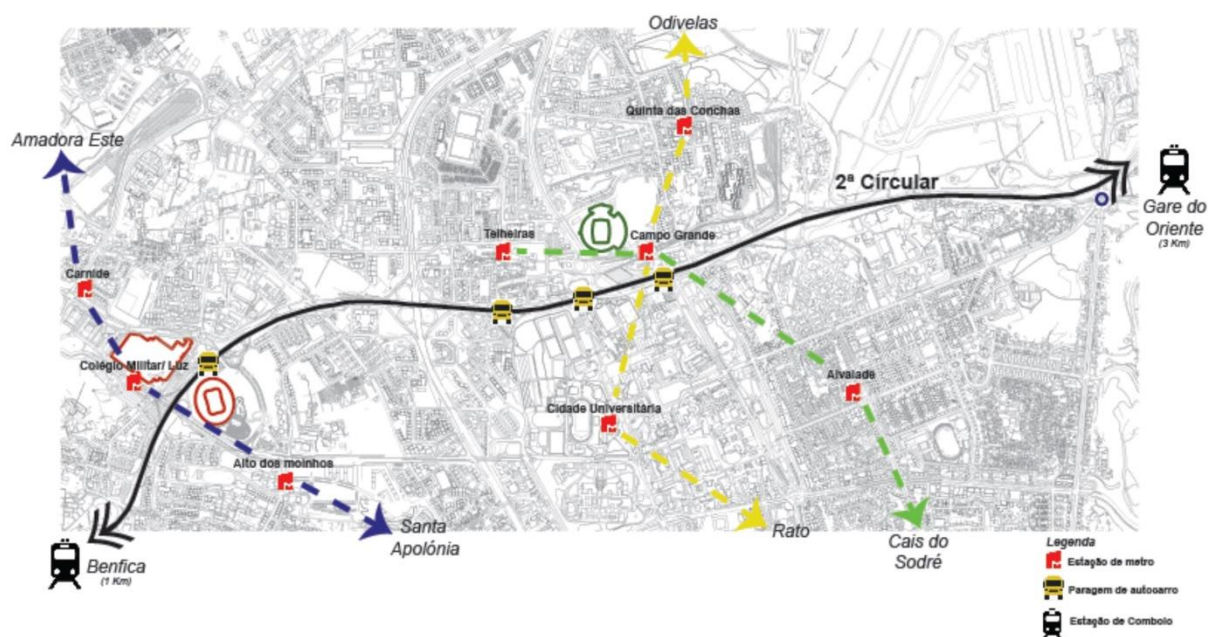 Odivelas
Quinta das Conchas
Amadora Este
2ª Circular
Gare do
Oriente
(3 Km)
Telheiras
Campo Grande
Carnide
Colégio Militar/ Luz
Alvalade
Cidade Universitária
Alto dos moinhos
Santa
Apolónia
Rato
Cais do
Sodré
Benfica
(1 Km)
Legenda
Estação de metro
Paragem de autocarro
Estação de Combolo